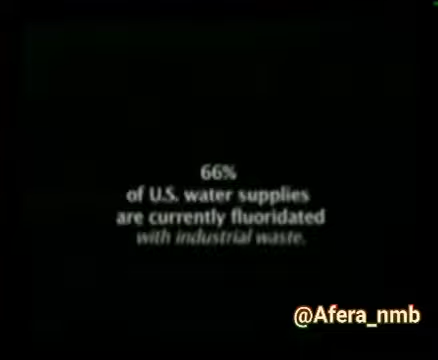 66%
of U.S. water supplies
are currently fluoridated
with industrial waste.
@Afera_nmb